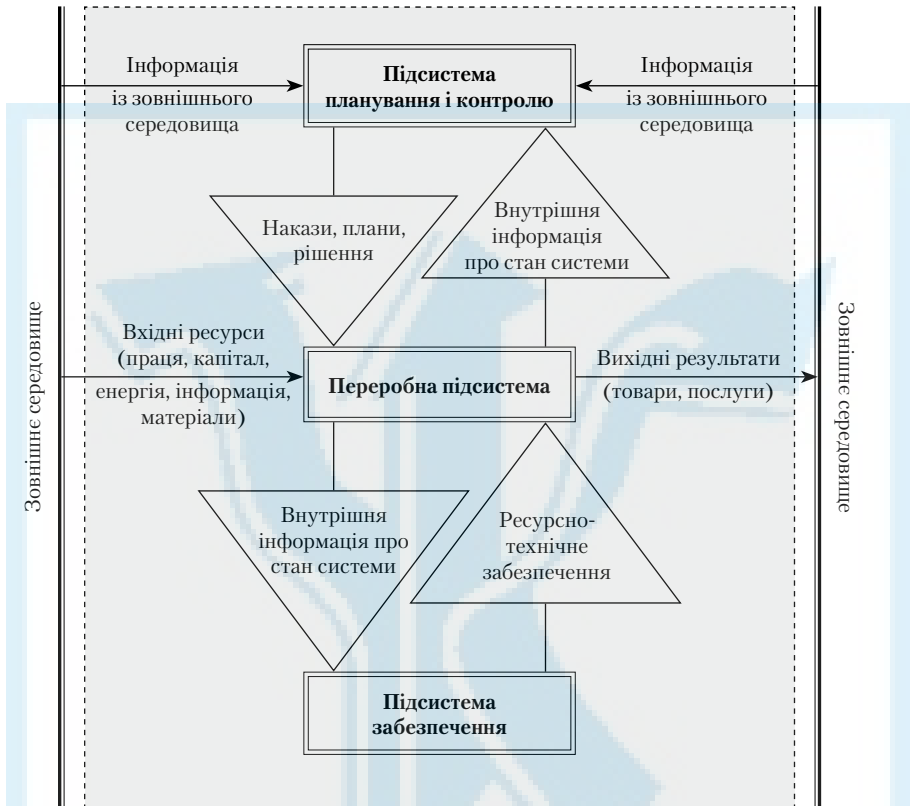 Інформація
із зовнішнього
середовища
Підсистема
планування і контролю
Інформація
із зовнішнього
середовища
Накази, плани,
рішення
Внутрішня
інформація
про стан системи
Зовнішнє середовище
Вхідні ресурси
(праця, капітал,
енергія, інформація,
матеріали)
Переробна підсистема
Вихідні результати
(товари, послуги)
Зовнішнє середовище
Внутрішня
інформація про
стан системи
Ресурсно-
технічне
забезпечення
Підсистема
забезпечення